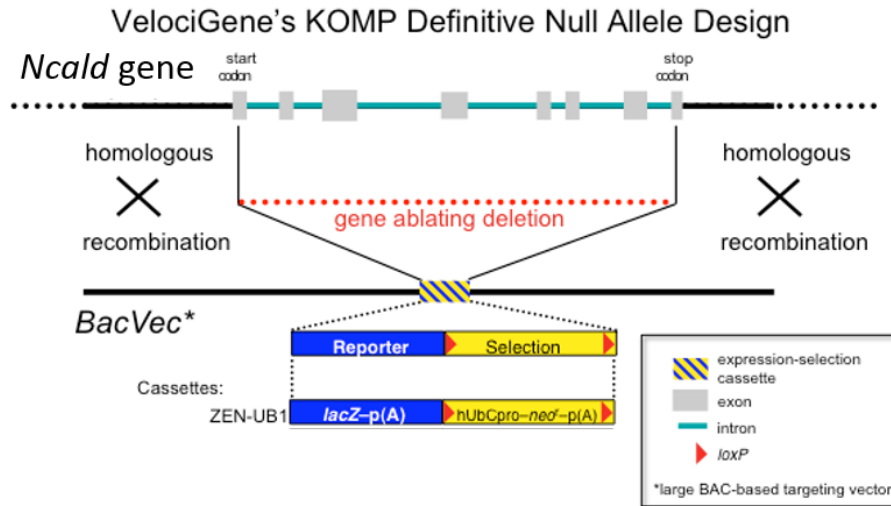 VelociGene's KOMP Definitive Null Allele Design
Ncald gene
start
codon
stop
codon
homologous
recombination
homologous
recombination
gene ablating deletion
BacVec*
Reporter
Selection
Cassettes:
ZEN-UB1
lacZ–p(A)
hUbCpro–neoʳ–p(A)
expression-selection
cassette
exon
intron
loxP
*large BAC-based targeting vector